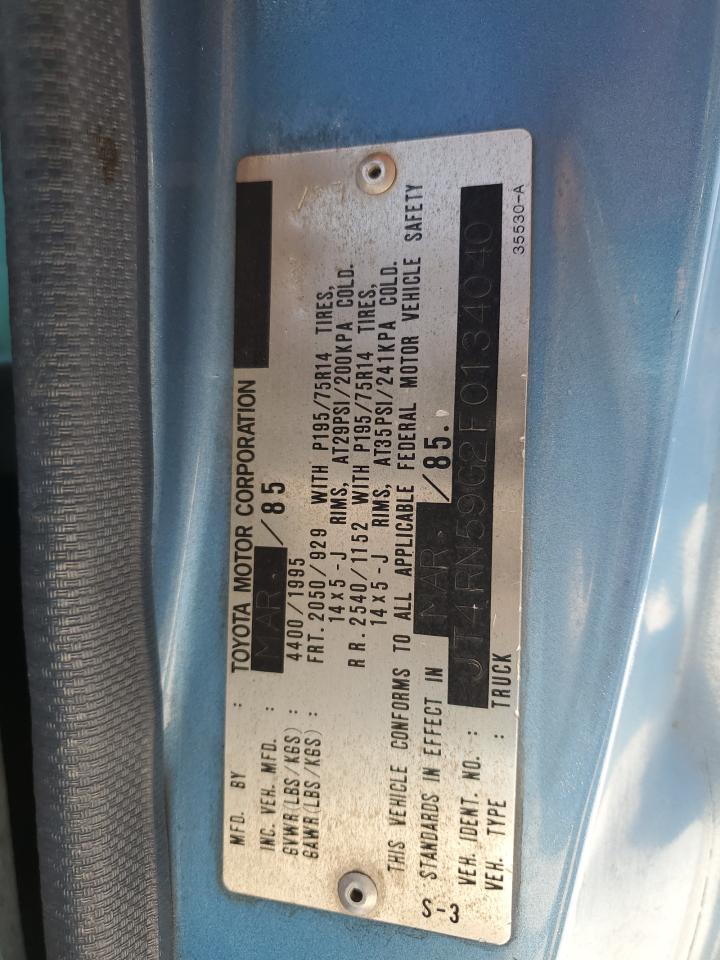 MFD. BY : TOYOTA MOTOR CORPORATION
INC. VEH. MFD. : MAR. /85
GVWR(LBS/KGS) : 4400/1995
GAWR(LBS/KGS) : FRT. 2050/929 WITH P195/75R14 TIRES,
14X5-J RIMS, AT29PSI/200KPA COLD.
RR. 2540/1152 WITH P195/75R14 TIRES,
14X5-J RIMS, AT35PSI/241KPA COLD.
THIS VEHICLE CONFORMS TO ALL APPLICABLE FEDERAL MOTOR VEHICLE SAFETY
STANDARDS IN EFFECT IN MAR. /85.
VEH. IDENT. NO. : JT4RN59G2F0134040
VEH. TYPE : TRUCK
S-3
35530-A